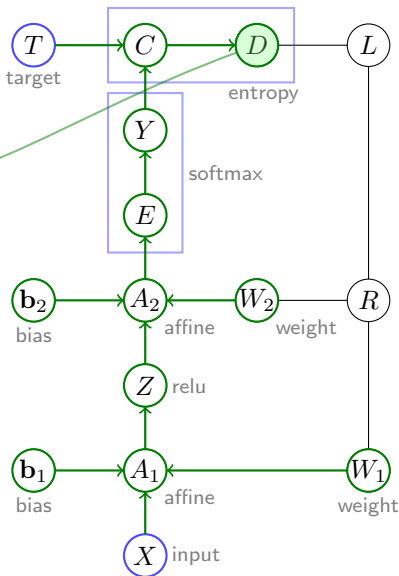 T C D L
target
entropy
Y
softmax
E
b₂ A₂ W₂ R
bias affine weight
Z relu
b₁ A₁ W₁
bias affine weight
X input